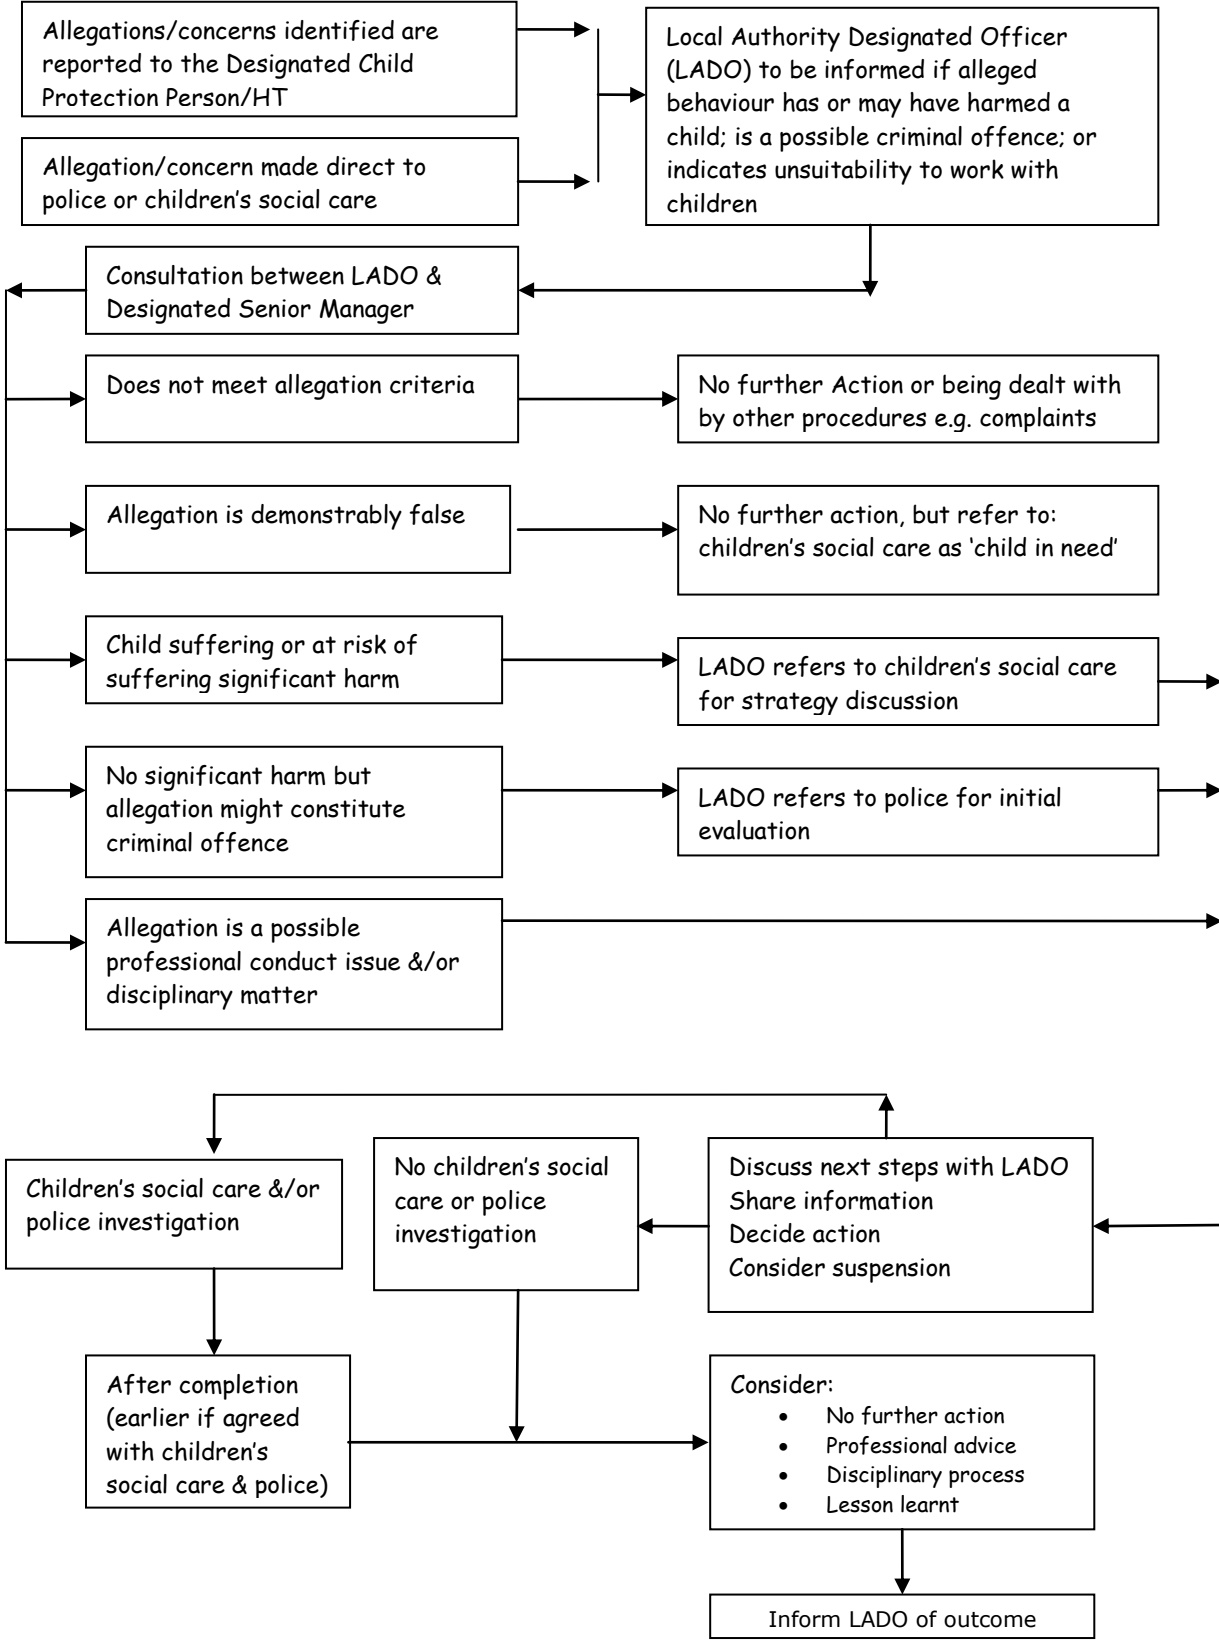 Allegations/concerns identified are
reported to the Designated Child
Protection Person/HT
Local Authority Designated Officer
(LADO) to be informed if alleged
behaviour has or may have harmed a
child; is a possible criminal offence; or
indicates unsuitability to work with
children
Allegation/concern made direct to
police or children’s social care
Consultation between LADO &
Designated Senior Manager
Does not meet allegation criteria
No further Action or being dealt with
by other procedures e.g. complaints
Allegation is demonstrably false
No further action, but refer to:
children’s social care as ‘child in need’
Child suffering or at risk of
suffering significant harm
LADO refers to children’s social care
for strategy discussion
No significant harm but
allegation might constitute
criminal offence
LADO refers to police for initial
evaluation
Allegation is a possible
professional conduct issue &/or
disciplinary matter
Children’s social care &/or
police investigation
No children’s social
care or police
investigation
Discuss next steps with LADO
Share information
Decide action
Consider suspension
After completion
(earlier if agreed
with children’s
social care & police)
Consider:
• No further action
• Professional advice
• Disciplinary process
• Lesson learnt
Inform LADO of outcome